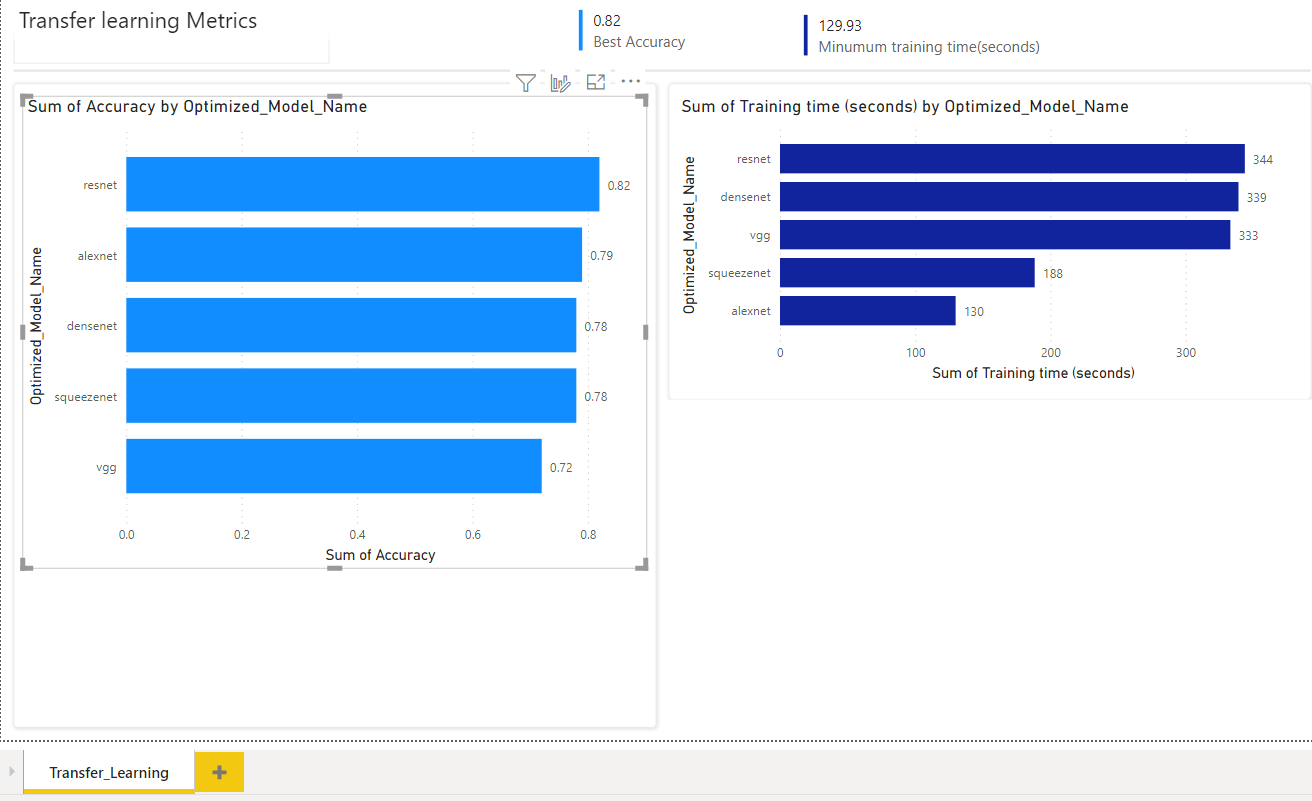 Transfer learning Metrics
0.82
Best Accuracy
129.93
Minumum training time(seconds)
Sum of Accuracy by Optimized_Model_Name
Optimized_Model_Name
resnet 0.82
alexnet 0.79
densenet 0.78
squeezenet 0.78
vgg 0.72
0.0 0.2 0.4 0.6 0.8
Sum of Accuracy
Sum of Training time (seconds) by Optimized_Model_Name
Optimized_Model_Name
resnet 344
densenet 339
vgg 333
squeezenet 188
alexnet 130
0 100 200 300
Sum of Training time (seconds)
Transfer_Learning